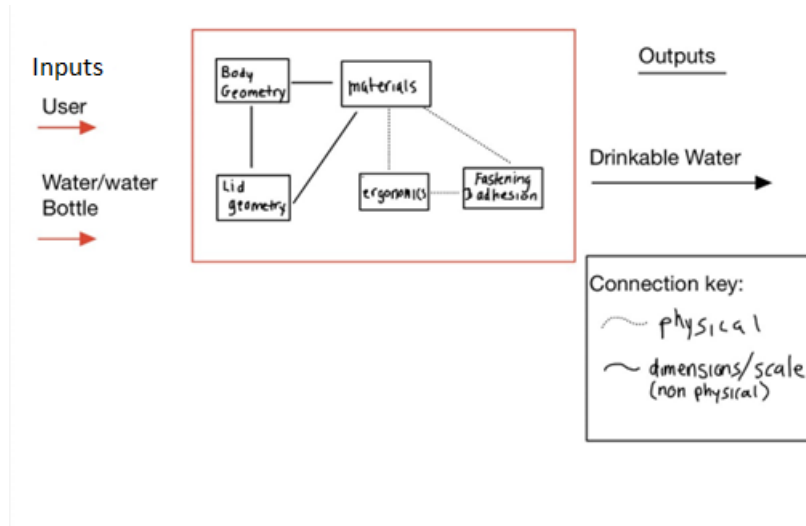 Inputs
User
Water/water
Bottle
Body
Geometry
materials
Lid
geometry
ergonomics
Fastening
& adhesion
Outputs
Drinkable Water
Connection key:
physical
dimensions/scale
(non physical)